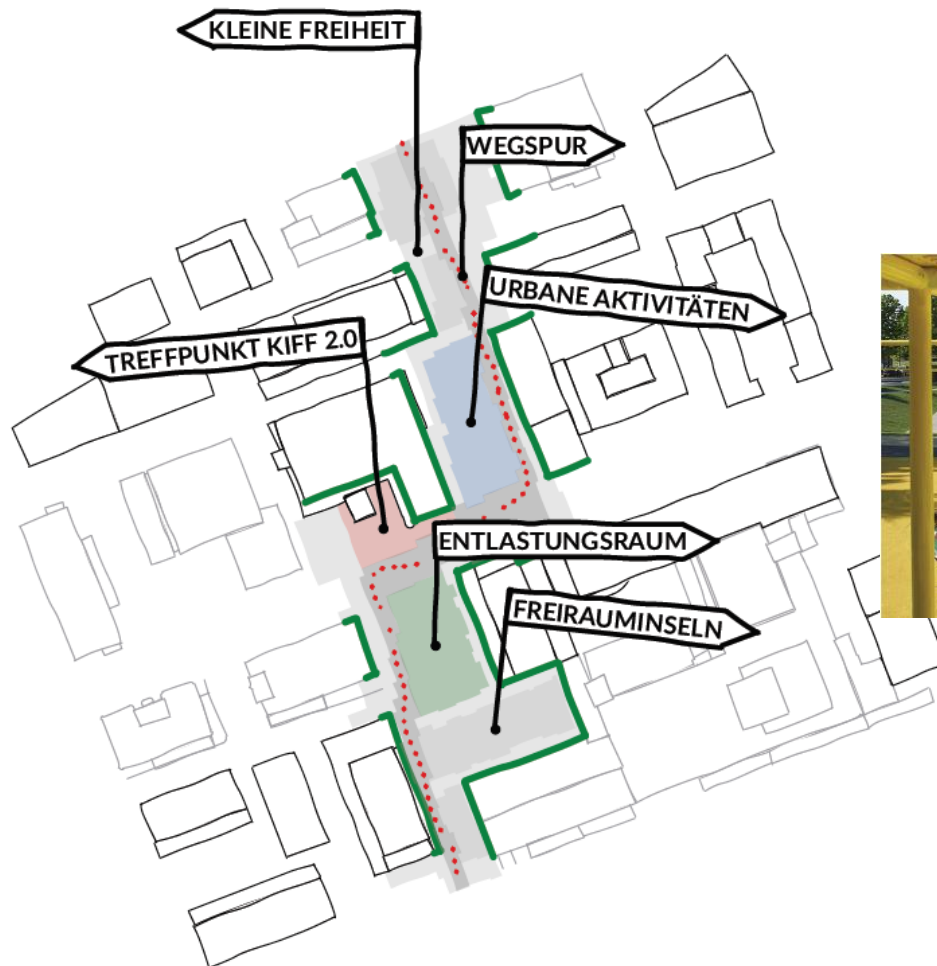 KLEINE FREIHEIT
WEGSPUR
URBANE AKTIVITÄTEN
TREFFPUNKT KIFF 2.0
ENTLASTUNGSRAUM
FREIRAUMINSELN